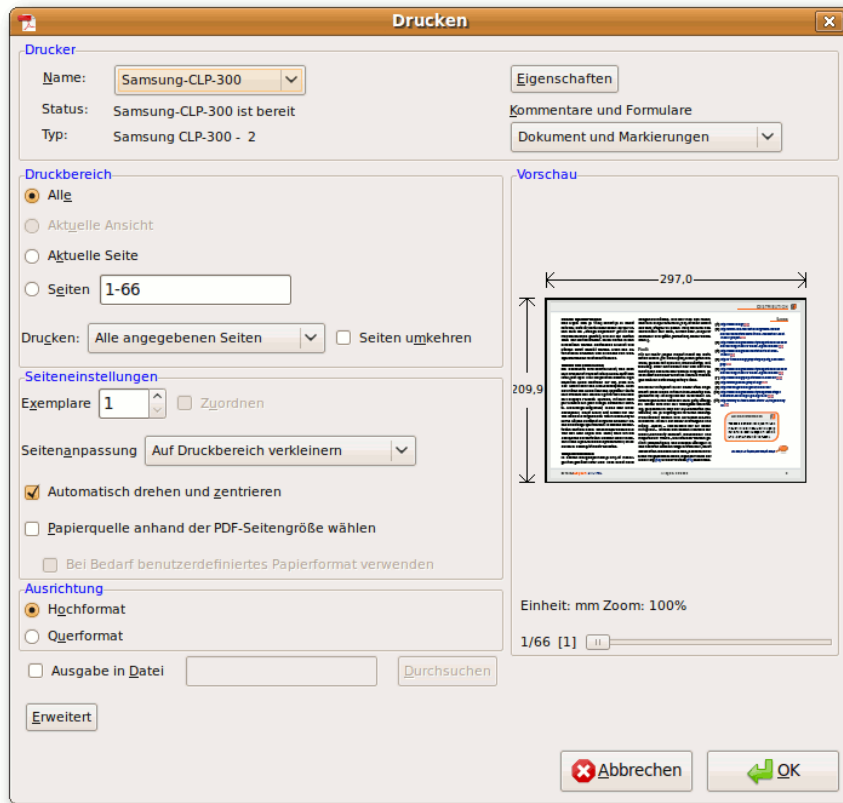 Drucken
Drucker
Name: Samsung-CLP-300 Eigenschaften
Status: Samsung-CLP-300 ist bereit Kommentare und Formulare
Typ: Samsung CLP-300 - 2 Dokument und Markierungen
Druckbereich
Alle
Aktuelle Ansicht
Aktuelle Seite
Seiten 1-66
Drucken: Alle angegebenen Seiten Seiten umkehren
Seiteneinstellungen
Exemplare 1 Zuordnen
Seitenanpassung Auf Druckbereich verkleinern
Automatisch drehen und zentrieren
Papierquelle anhand der PDF-Seitengröße wählen
Bei Bedarf benutzerdefiniertes Papierformat verwenden
Ausrichtung
Hochformat
Querformat
Vorschau
297,0
209,9
DISTRIBUTION
Einheit: mm Zoom: 100%
1/66 [1]
Ausgabe in Datei Durchsuchen
Erweitert
Abbrechen OK